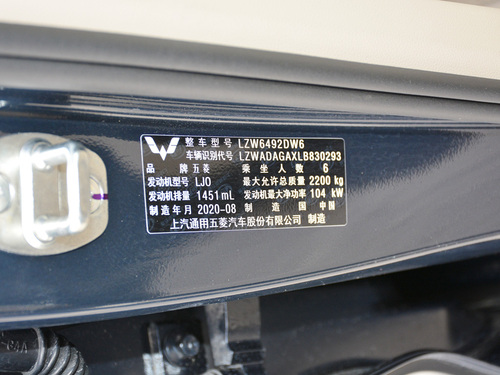 整车型号 LZW6492DW6
车辆识别代号 LZWADAGAXLB830293
品牌 五菱 乘坐人数 6
发动机型号 LJO 最大允许总质量 2200 kg
发动机排量 1451 mL 发动机最大净功率 104 kW
制造年月 2020-08 制造国 中国
上汽通用五菱汽车股份有限公司 制造